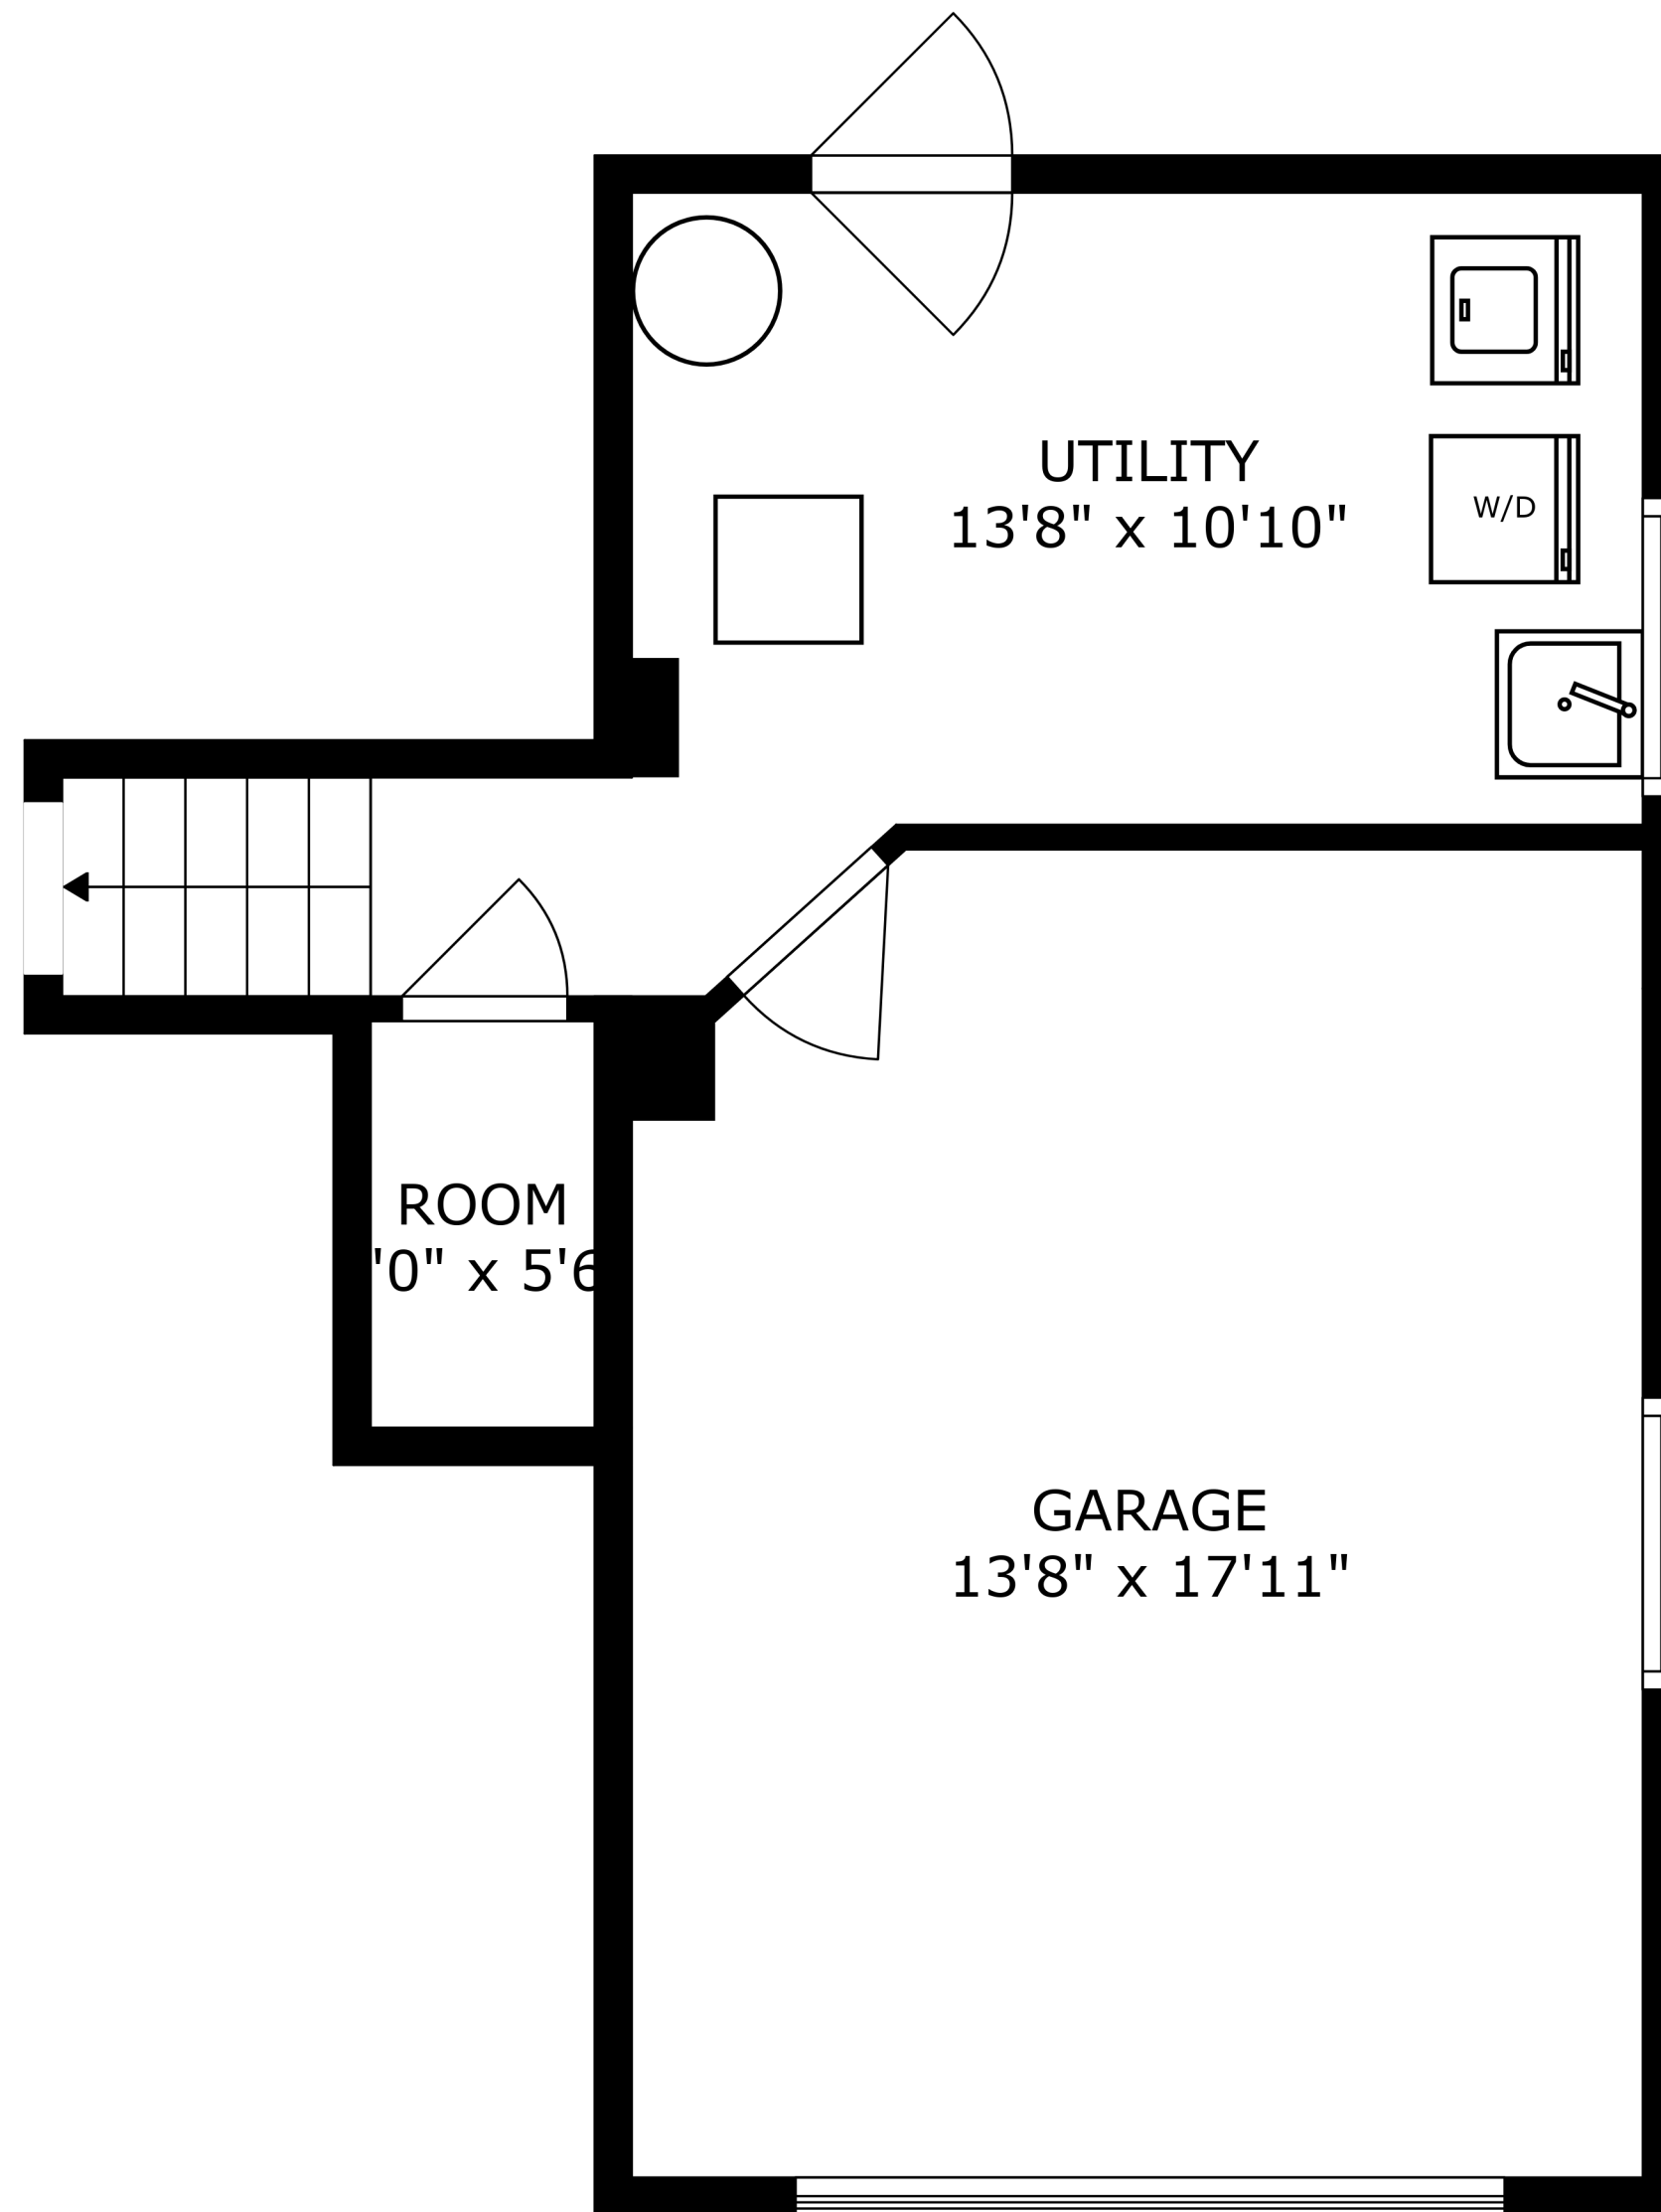 UTILITY
13'8" x 10'10"
W/D
ROOM
'0" x 5'6
GARAGE
13'8" x 17'11"